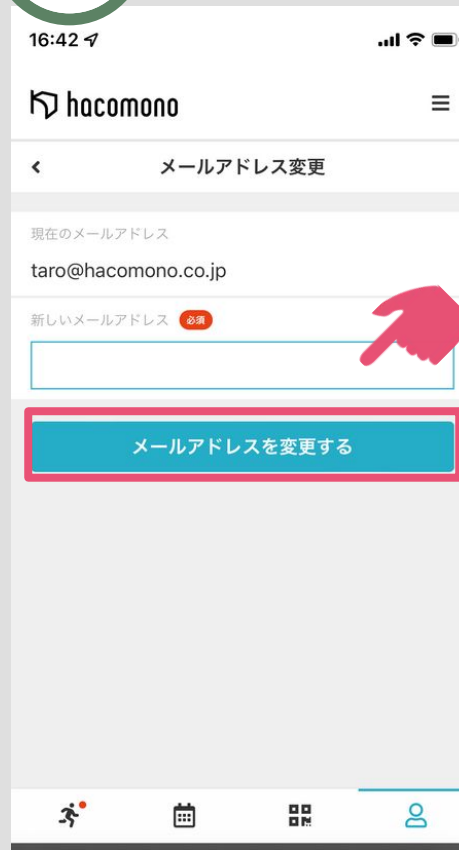 16:42
hacomono
メールアドレス変更
現在のメールアドレス
taro@hacomono.co.jp
新しいメールアドレス 必須
メールアドレスを変更する